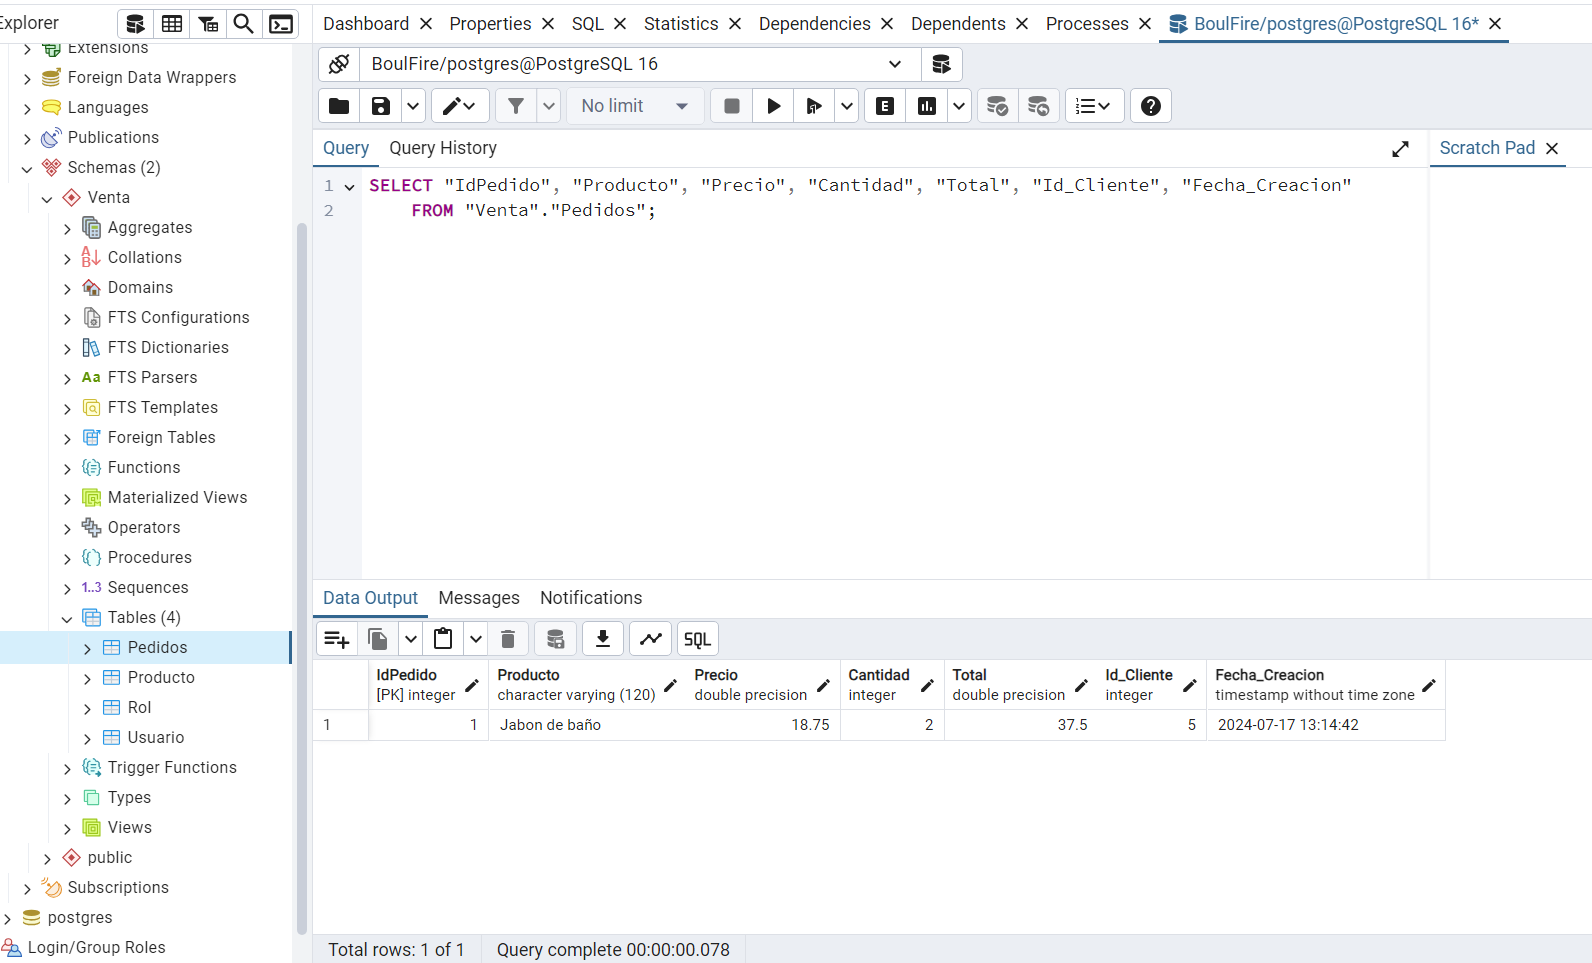 Explorer
Extensions
Foreign Data Wrappers
Languages
Publications
Schemas (2)
Venta
Aggregates
Collations
Domains
FTS Configurations
FTS Dictionaries
Aa FTS Parsers
FTS Templates
Foreign Tables
Functions
Materialized Views
Operators
Procedures
1..3 Sequences
Tables (4)
Pedidos
Producto
Rol
Usuario
Trigger Functions
Types
Views
public
Subscriptions
postgres
Login/Group Roles
Dashboard Properties SQL Statistics Dependencies Dependents Processes BoulFire/postgres@PostgreSQL 16*
BoulFire/postgres@PostgreSQL 16
No limit E
Query Query History
Scratch Pad
1 SELECT "IdPedido", "Producto", "Precio", "Cantidad", "Total", "Id_Cliente", "Fecha_Creacion"
2 FROM "Venta"."Pedidos";
Data Output Messages Notifications
SQL
IdPedido Producto Precio Cantidad Total Id_Cliente Fecha_Creacion
[PK] integer character varying (120) double precision integer double precision integer timestamp without time zone
1 1 Jabon de baño 18.75 2 37.5 5 2024-07-17 13:14:42
Total rows: 1 of 1 Query complete 00:00:00.078